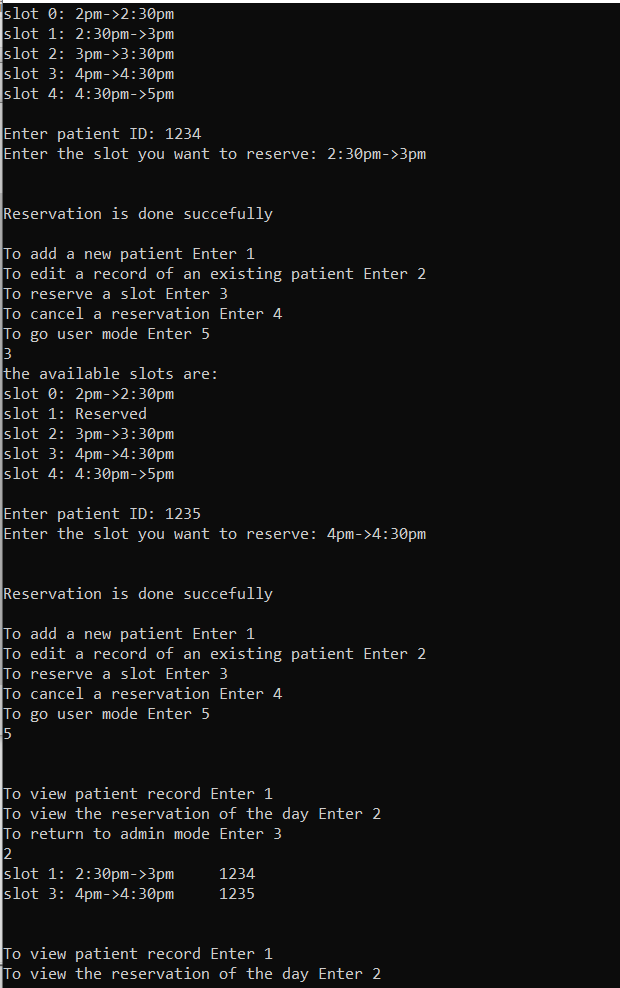 slot 0: 2pm->2:30pm
slot 1: 2:30pm->3pm
slot 2: 3pm->3:30pm
slot 3: 4pm->4:30pm
slot 4: 4:30pm->5pm
Enter patient ID: 1234
Enter the slot you want to reserve: 2:30pm->3pm
Reservation is done succefully
To add a new patient Enter 1
To edit a record of an existing patient Enter 2
To reserve a slot Enter 3
To cancel a reservation Enter 4
To go user mode Enter 5
3
the available slots are:
slot 0: 2pm->2:30pm
slot 1: Reserved
slot 2: 3pm->3:30pm
slot 3: 4pm->4:30pm
slot 4: 4:30pm->5pm
Enter patient ID: 1235
Enter the slot you want to reserve: 4pm->4:30pm
Reservation is done succefully
To add a new patient Enter 1
To edit a record of an existing patient Enter 2
To reserve a slot Enter 3
To cancel a reservation Enter 4
To go user mode Enter 5
5
To view patient record Enter 1
To view the reservation of the day Enter 2
To return to admin mode Enter 3
2
slot 1: 2:30pm->3pm     1234
slot 3: 4pm->4:30pm     1235
To view patient record Enter 1
To view the reservation of the day Enter 2